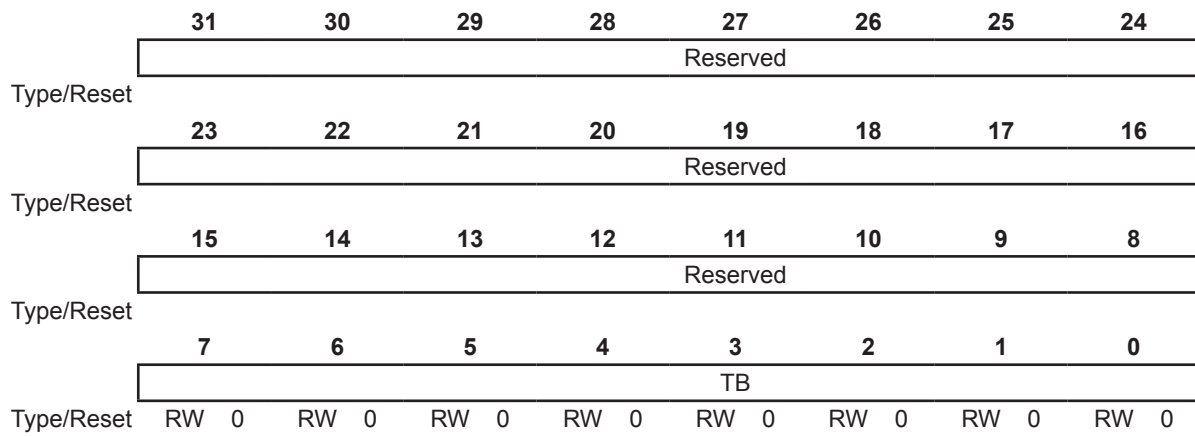 31 30 29 28 27 26 25 24
Reserved
Type/Reset
23 22 21 20 19 18 17 16
Reserved
Type/Reset
15 14 13 12 11 10 9 8
Reserved
Type/Reset
7 6 5 4 3 2 1 0
TB
Type/Reset RW 0 RW 0 RW 0 RW 0 RW 0 RW 0 RW 0 RW 0